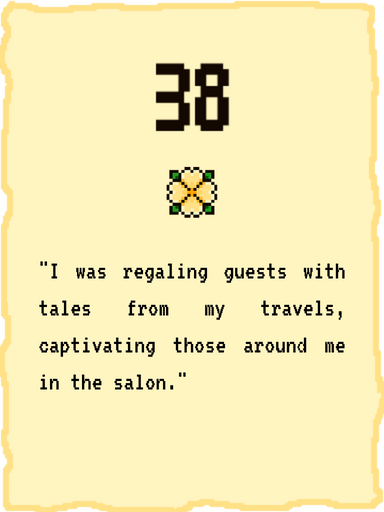 38
"I was regaling guests with
tales from my travels,
captivating those around me
in the salon."